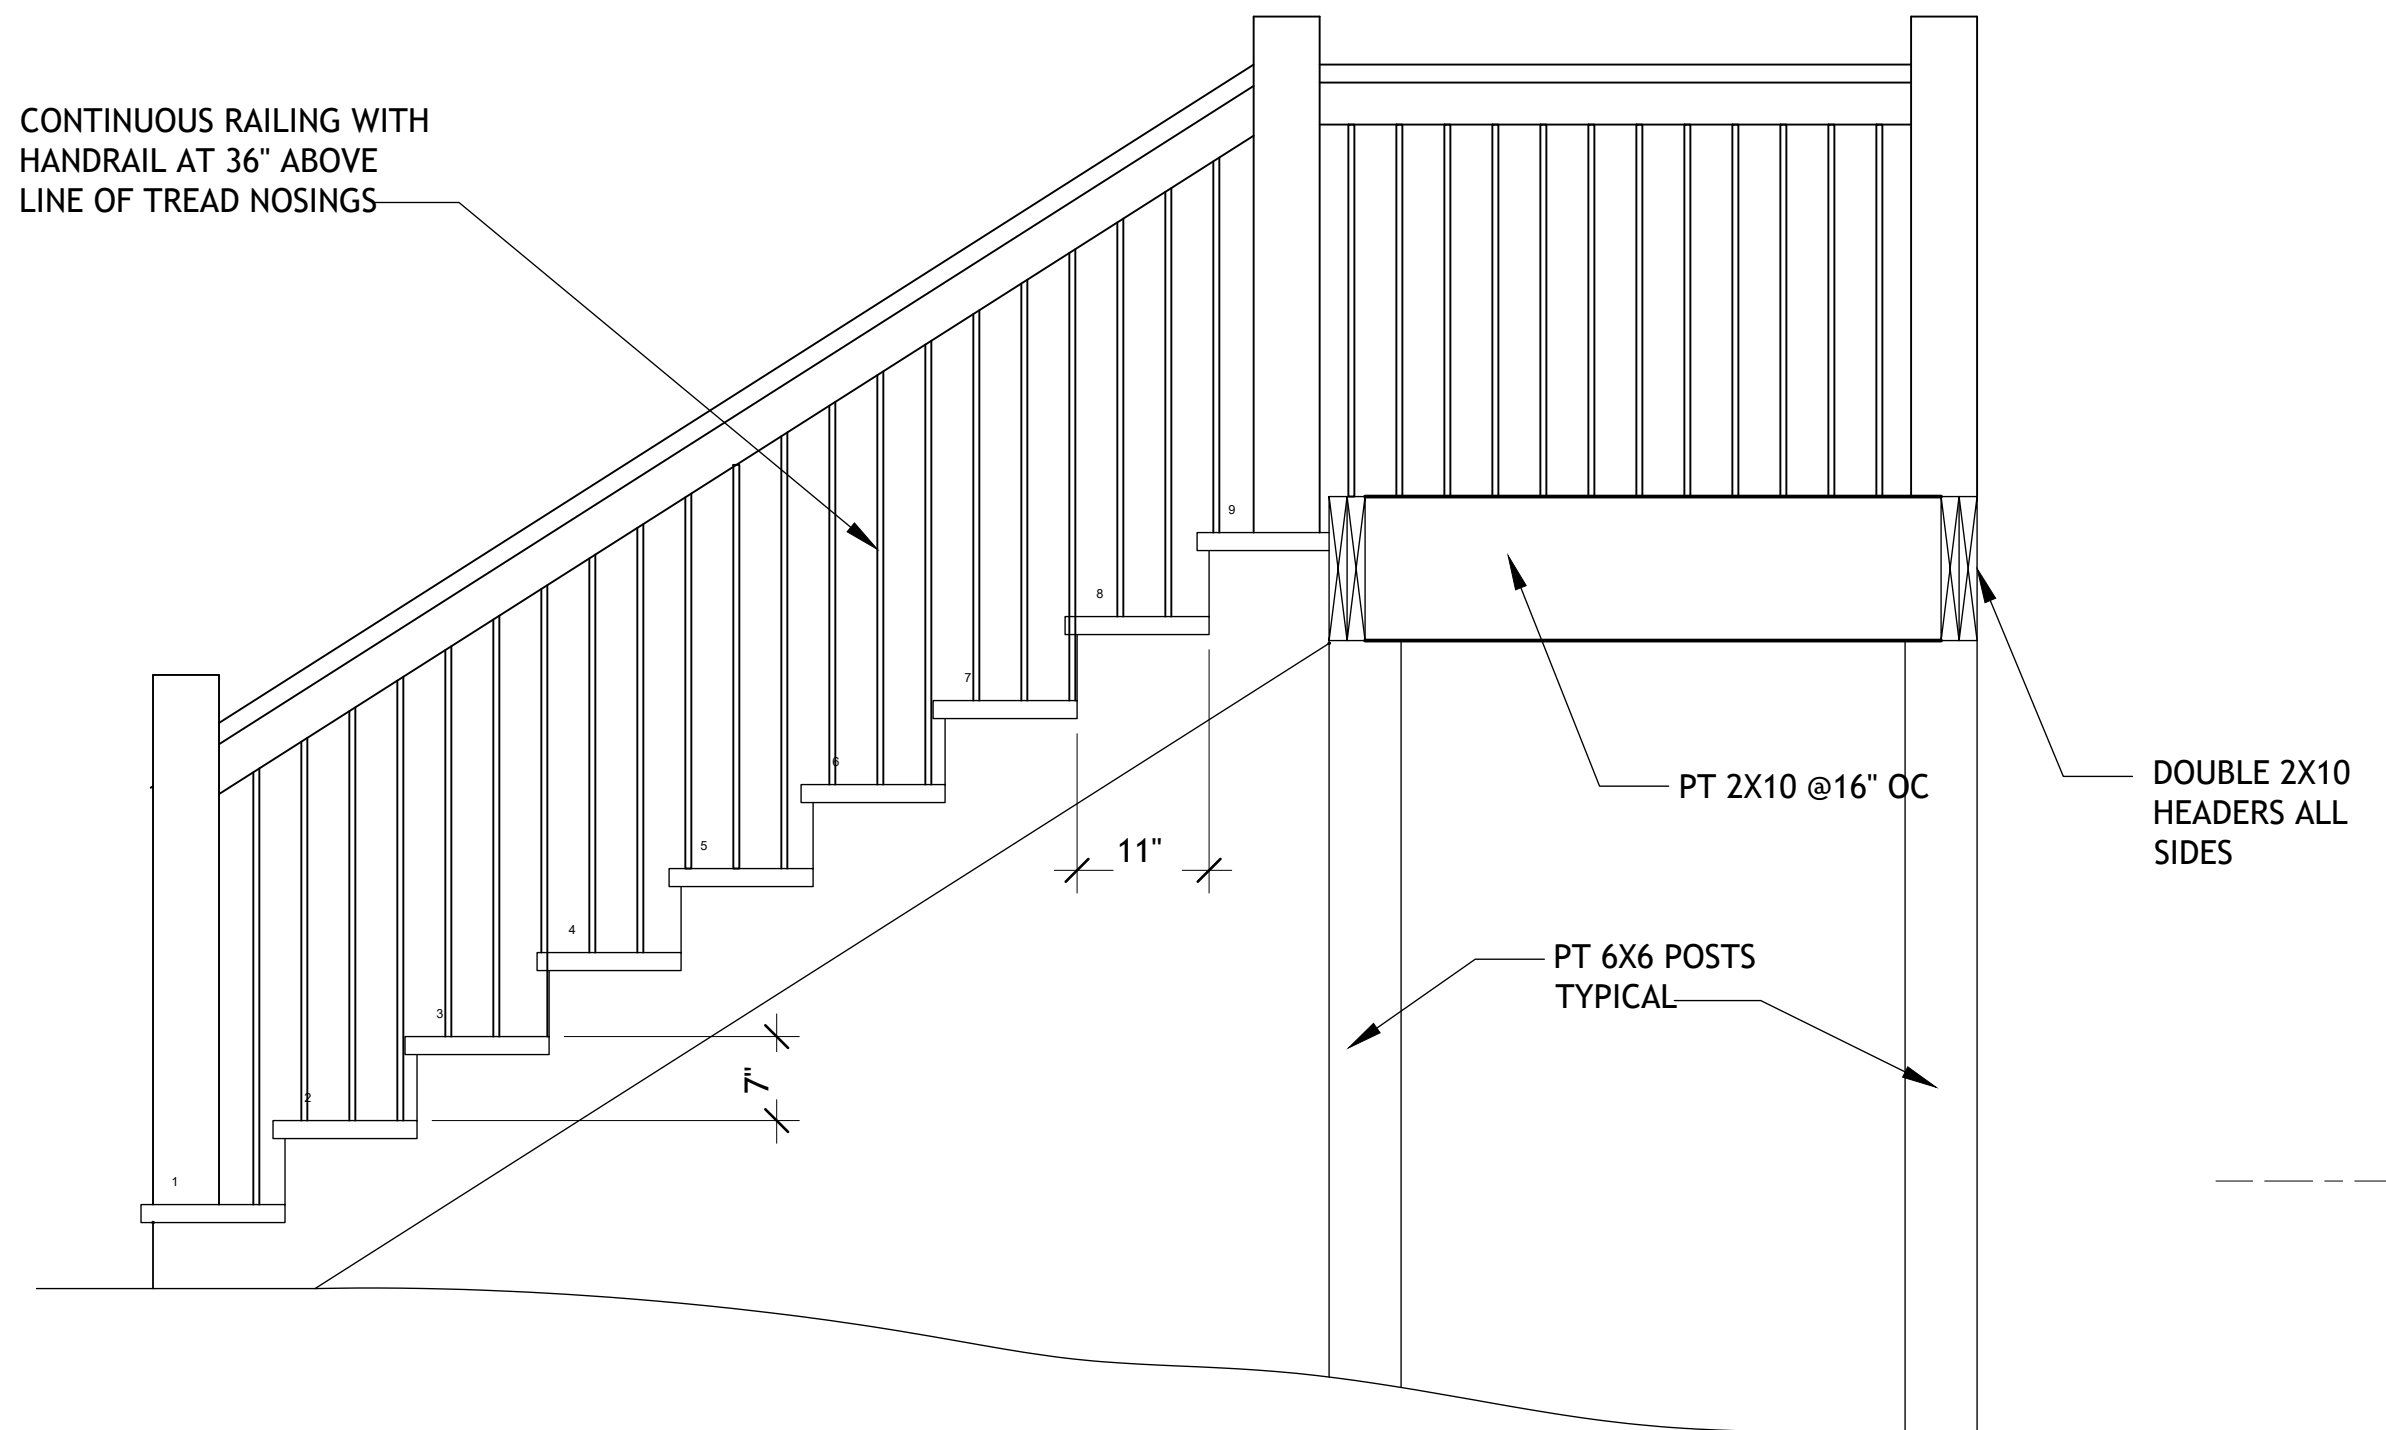 CONTINUOUS RAILING WITH
HANDRAIL AT 36" ABOVE
LINE OF TREAD NOSINGS
9
8
7
6
5
4
3
2
1
11"
7"
PT 2X10 @16" OC
DOUBLE 2X10
HEADERS ALL
SIDES
PT 6X6 POSTS
TYPICAL